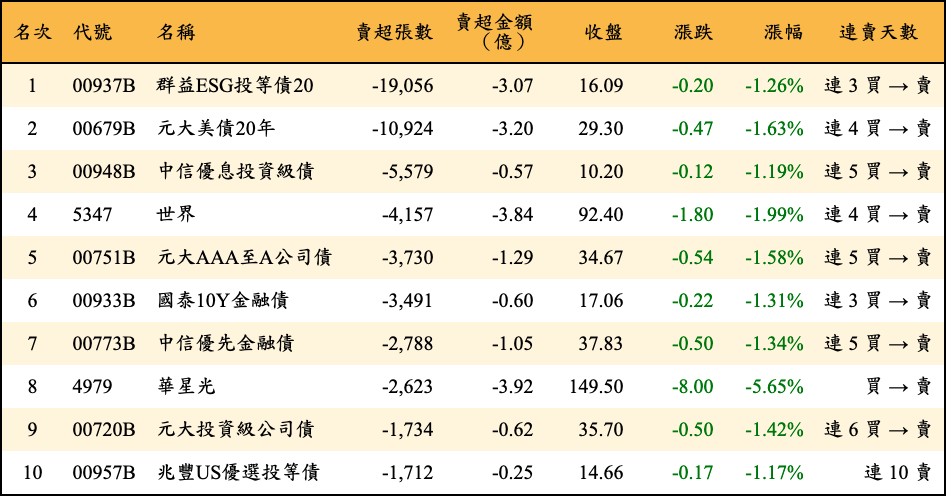 名次 代號 名稱 賣超張數 賣超金額（億） 收盤 漲跌 漲幅 連賣天數
1 00937B 群益ESG投等債20 -19,056 -3.07 16.09 -0.20 -1.26% 連 3 買 → 賣
2 00679B 元大美債20年 -10,924 -3.20 29.30 -0.47 -1.63% 連 4 買 → 賣
3 00948B 中信優息投資級債 -5,579 -0.57 10.20 -0.12 -1.19% 連 5 買 → 賣
4 5347 世界 -4,157 -3.84 92.40 -1.80 -1.99% 連 4 買 → 賣
5 00751B 元大AAA至A公司債 -3,730 -1.29 34.67 -0.54 -1.58% 連 5 買 → 賣
6 00933B 國泰10Y金融債 -3,491 -0.60 17.06 -0.22 -1.31% 連 3 買 → 賣
7 00773B 中信優先金融債 -2,788 -1.05 37.83 -0.50 -1.34% 連 5 買 → 賣
8 4979 華星光 -2,623 -3.92 149.50 -8.00 -5.65% 買 → 賣
9 00720B 元大投資級公司債 -1,734 -0.62 35.70 -0.50 -1.42% 連 6 買 → 賣
10 00957B 兆豐US優選投等債 -1,712 -0.25 14.66 -0.17 -1.17% 連 10 賣